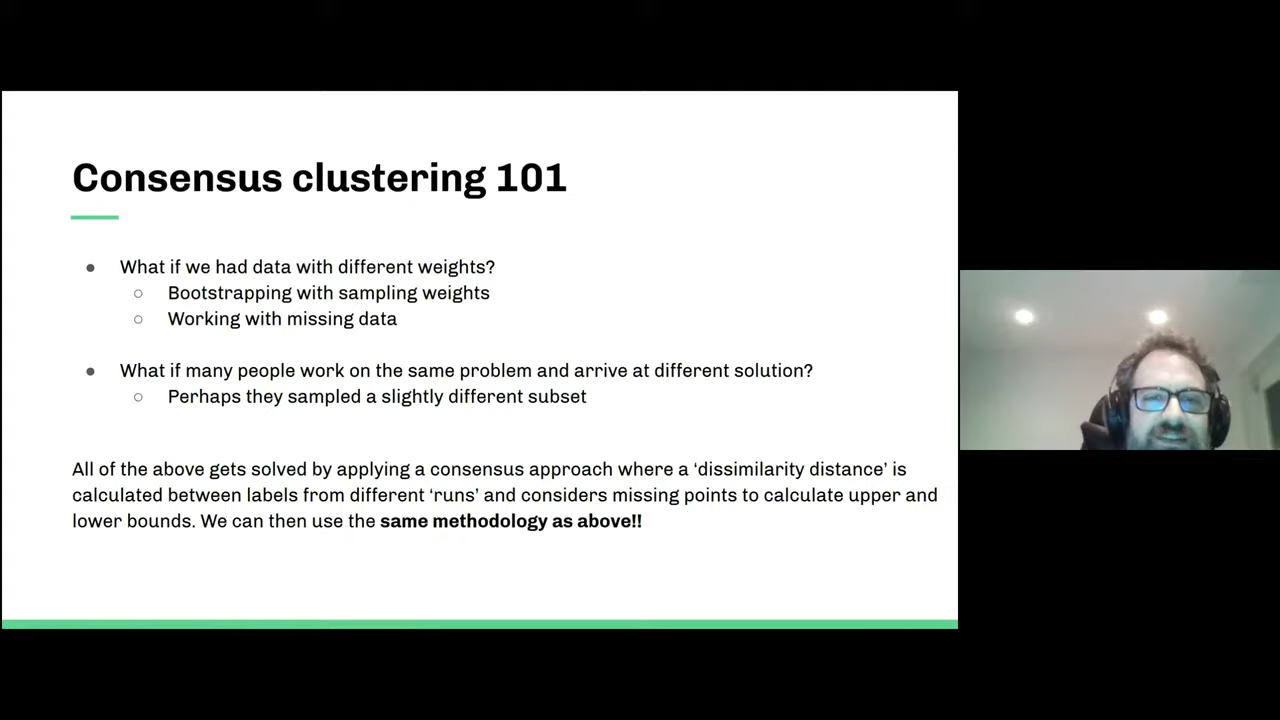 Consensus clustering 101
● What if we had data with different weights?
○ Bootstrapping with sampling weights
○ Working with missing data
● What if many people work on the same problem and arrive at different solution?
○ Perhaps they sampled a slightly different subset
All of the above gets solved by applying a consensus approach where a ‘dissimilarity distance’ is
calculated between labels from different ‘runs’ and considers missing points to calculate upper and
lower bounds. We can then use the same methodology as above!!